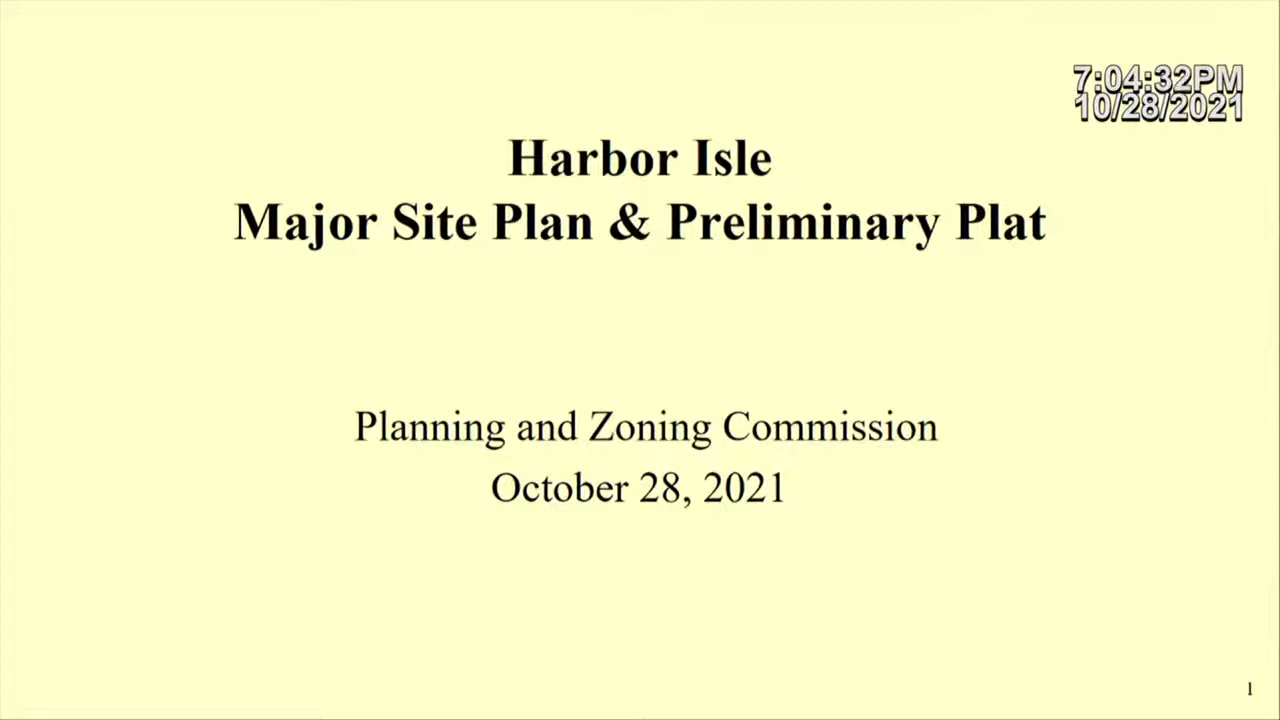 7:04:32PM
10/28/2021
Harbor Isle
Major Site Plan & Preliminary Plat
Planning and Zoning Commission
October 28, 2021
1